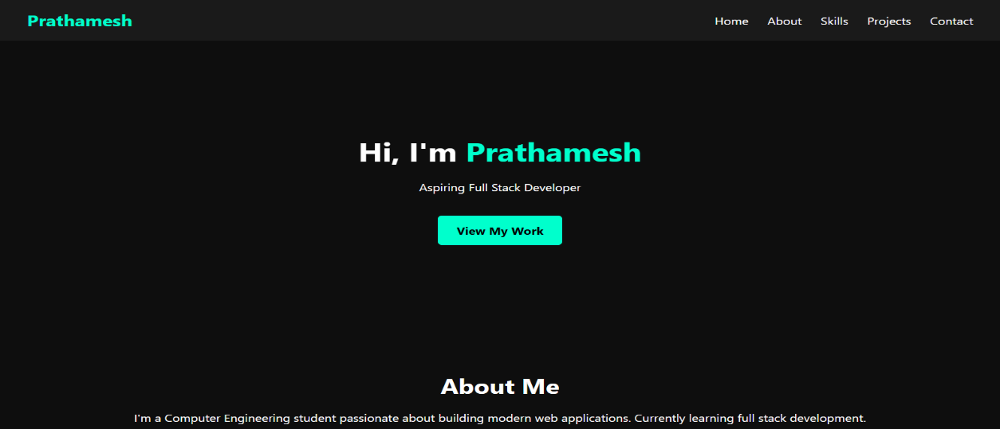 Prathamesh
Home About Skills Projects Contact
Hi, I'm Prathamesh
Aspiring Full Stack Developer
View My Work
About Me
I'm a Computer Engineering student passionate about building modern web applications. Currently learning full stack development.